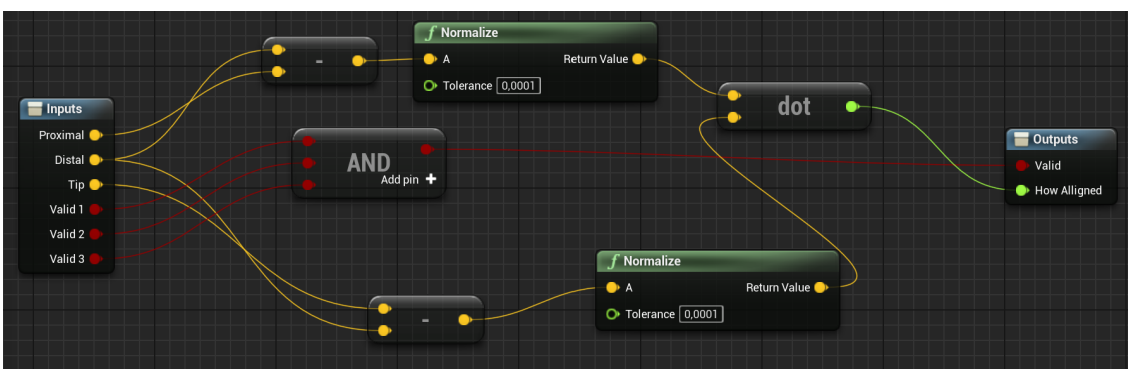 Inputs
Proximal
Distal
Tip
Valid 1
Valid 2
Valid 3
-
f Normalize
A
Return Value
Tolerance 0,0001
AND
Add pin +
-
f Normalize
A
Return Value
Tolerance 0,0001
dot
Outputs
Valid
How Alligned